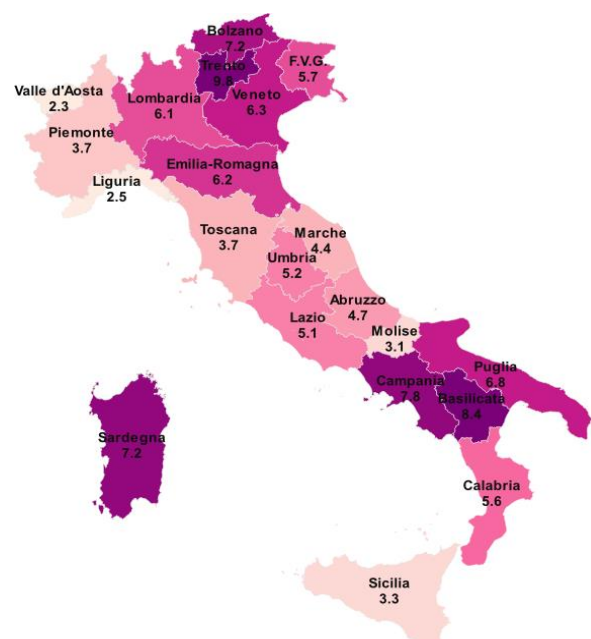 Bolzano
7.2
Trento
9.8
F.V.G.
5.7
Valle d'Aosta
2.3
Lombardia
6.1
Veneto
6.3
Piemonte
3.7
Emilia-Romagna
6.2
Liguria
2.5
Toscana
3.7
Marche
4.4
Umbria
5.2
Abruzzo
4.7
Lazio
5.1
Molise
3.1
Puglia
6.8
Campania
7.8
Basilicata
8.4
Sardegna
7.2
Calabria
5.6
Sicilia
3.3